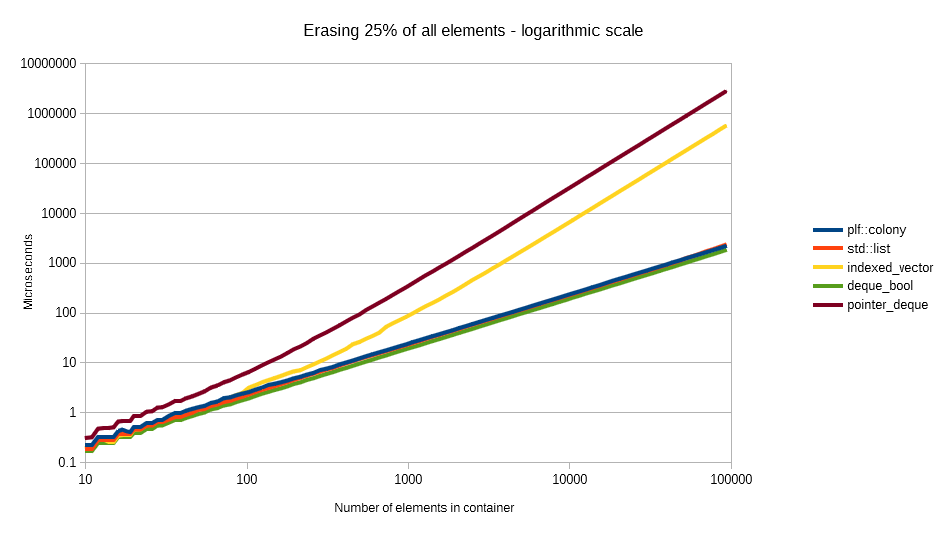 Erasing 25% of all elements - logarithmic scale
10000000
1000000
100000
10000
1000
100
10
1
0.1
Microseconds
10 100 1000 10000 100000
Number of elements in container
plf::colony
std::list
indexed_vector
deque_bool
pointer_deque